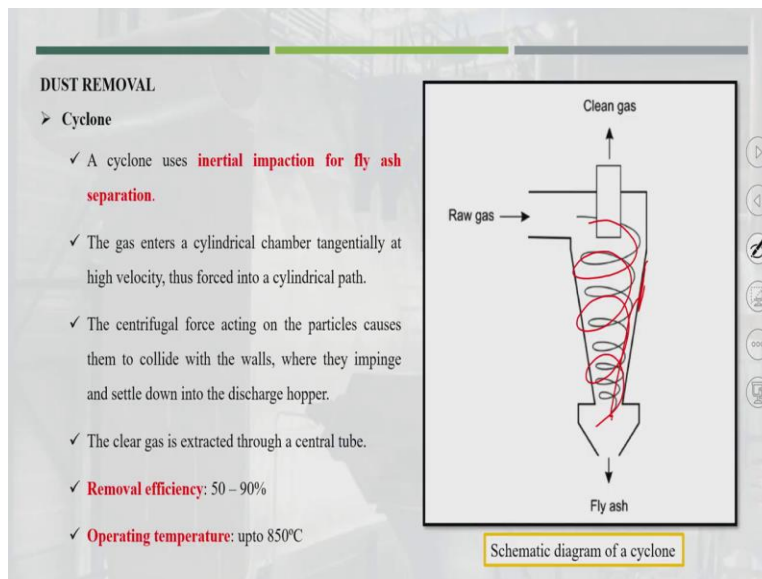 DUST REMOVAL
➢ Cyclone
✓ A cyclone uses inertial impaction for fly ash
separation.
✓ The gas enters a cylindrical chamber tangentially at
high velocity, thus forced into a cylindrical path.
✓ The centrifugal force acting on the particles causes
them to collide with the walls, where they impinge
and settle down into the discharge hopper.
✓ The clear gas is extracted through a central tube.
✓ Removal efficiency: 50 – 90%
✓ Operating temperature: upto 850ºC
Clean gas
Raw gas
Fly ash
Schematic diagram of a cyclone